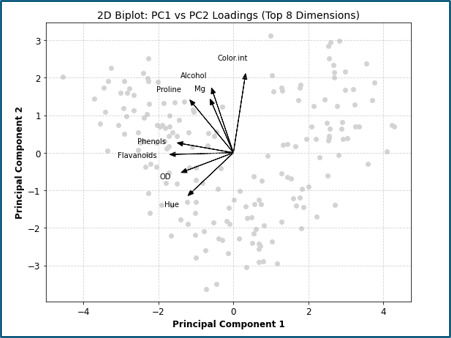 2D Biplot: PC1 vs PC2 Loadings (Top 8 Dimensions)
Principal Component 2
3
2
1
0
−1
−2
−3
Color.int
Alcohol
Proline
Mg
Phenols
Flavanoids
OD
Hue
−4
−2
0
2
4
Principal Component 1